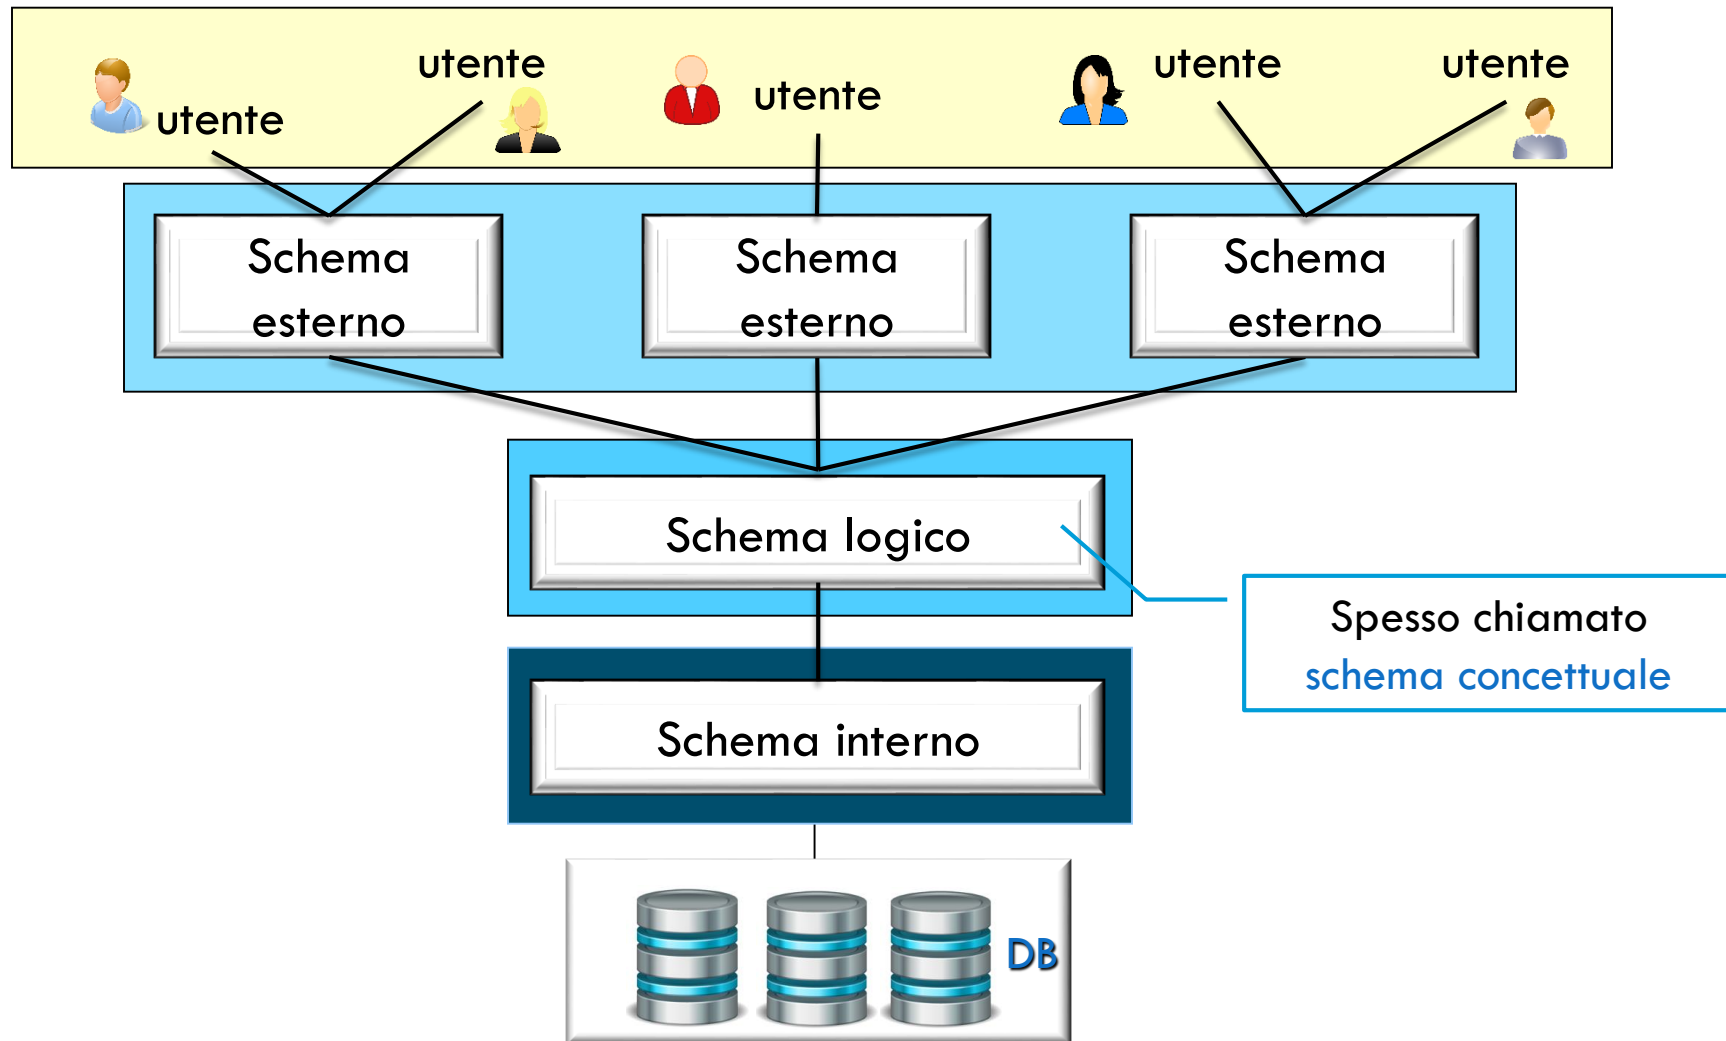 utente
utente
utente
utente
utente
Schema
esterno
Schema
esterno
Schema
esterno
Schema logico
Spesso chiamato
schema concettuale
Schema interno
DB